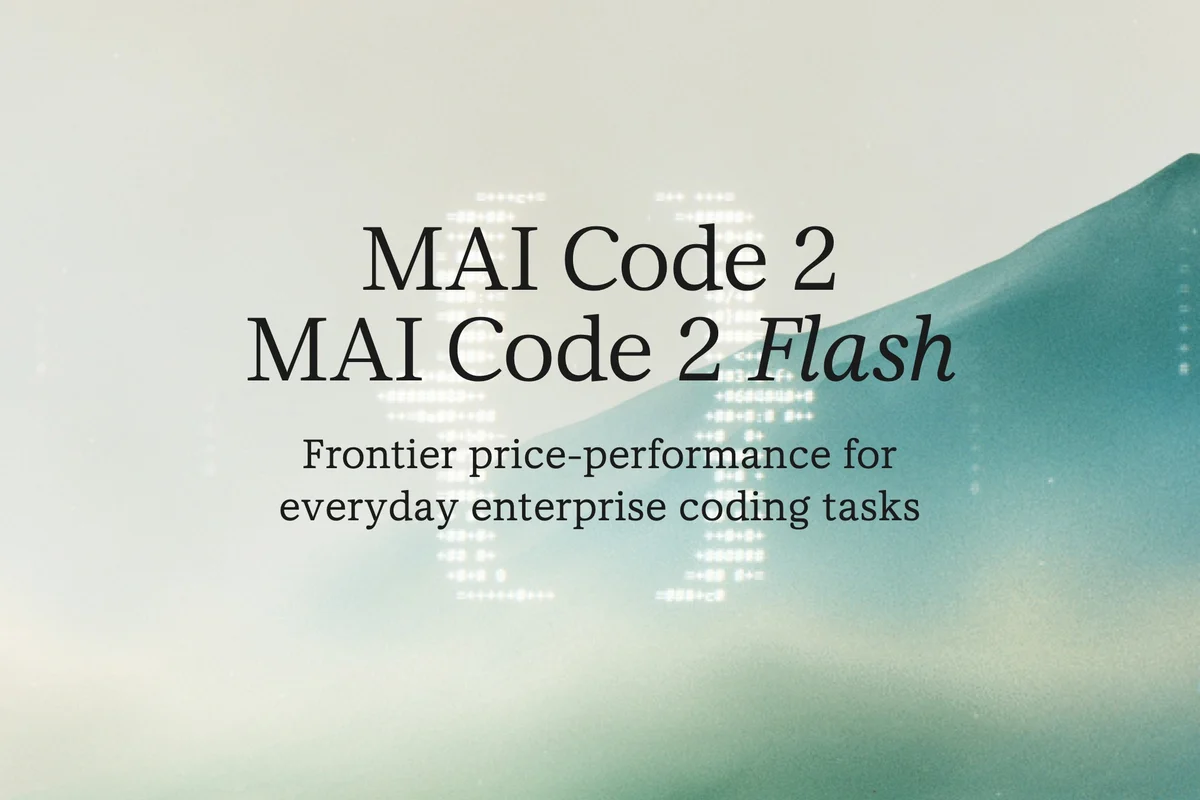 MAI Code 2
MAI Code 2 Flash
Frontier price-performance for
everyday enterprise coding tasks